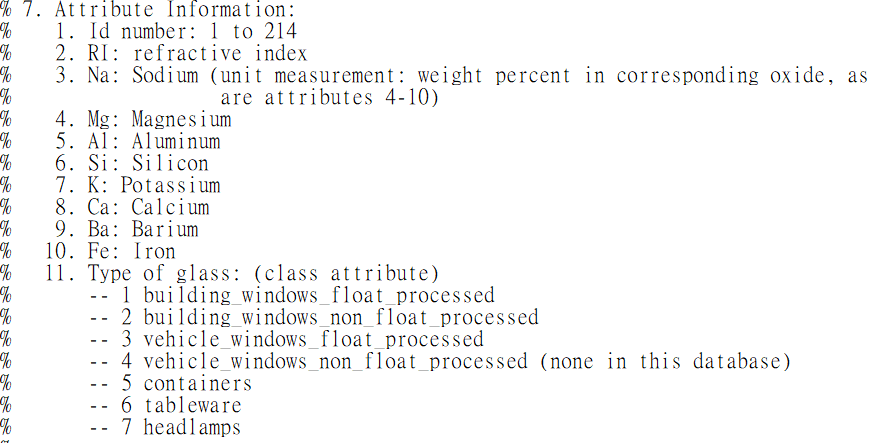 % 7. Attribute Information:
%    1. Id number: 1 to 214
%    2. RI: refractive index
%    3. Na: Sodium (unit measurement: weight percent in corresponding oxide, as
%                  are attributes 4-10)
%    4. Mg: Magnesium
%    5. Al: Aluminum
%    6. Si: Silicon
%    7. K: Potassium
%    8. Ca: Calcium
%    9. Ba: Barium
%   10. Fe: Iron
%   11. Type of glass: (class attribute)
%       -- 1 building_windows_float_processed
%       -- 2 building_windows_non_float_processed
%       -- 3 vehicle_windows_float_processed
%       -- 4 vehicle_windows_non_float_processed (none in this database)
%       -- 5 containers
%       -- 6 tableware
%       -- 7 headlamps